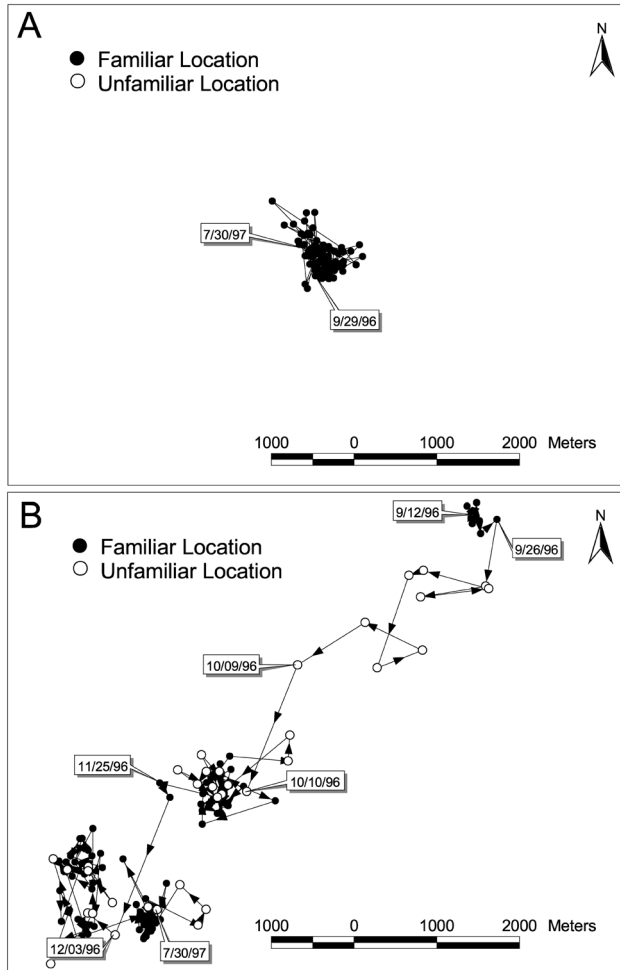 A
Familiar Location
Unfamiliar Location
N
7/30/97
9/29/96
1000 0 1000 2000 Meters
B
Familiar Location
Unfamiliar Location
N
9/12/96
9/26/96
10/09/96
11/25/96
10/10/96
12/03/96
7/30/97
1000 0 1000 2000 Meters